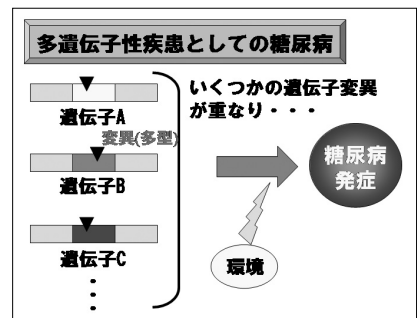 多遺伝子性疾患としての糖尿病
いくつかの遺伝子変異
が重なり・・・
遺伝子A
変異(多型)
遺伝子B
遺伝子C
・・・
糖尿病
発症
環境